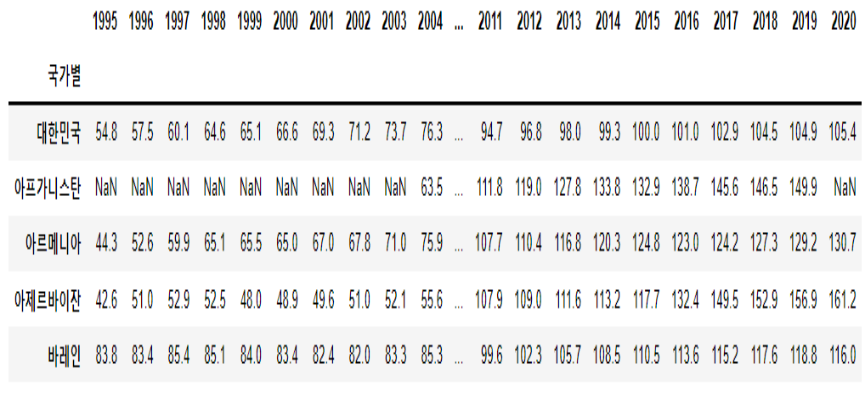 1995 1996 1997 1998 1999 2000 2001 2002 2003 2004 ... 2011 2012 2013 2014 2015 2016 2017 2018 2019 2020
국가별
대한민국 54.8 57.5 60.1 64.6 65.1 66.6 69.3 71.2 73.7 76.3 ... 94.7 96.8 98.0 99.3 100.0 101.0 102.9 104.5 104.9 105.4
아프가니스탄 NaN NaN NaN NaN NaN NaN NaN NaN NaN 63.5 ... 111.8 119.0 127.8 133.8 132.9 138.7 145.6 146.5 149.9 NaN
아르메니아 44.3 52.6 59.9 65.1 65.5 65.0 67.0 67.8 71.0 75.9 ... 107.7 110.4 116.8 120.3 124.8 123.0 124.2 127.3 129.2 130.7
아제르바이잔 42.6 51.0 52.9 52.5 48.0 48.9 49.6 51.0 52.1 55.6 ... 107.9 109.0 111.6 113.2 117.7 132.4 149.5 152.9 156.9 161.2
바레인 83.8 83.4 85.4 85.1 84.0 83.4 82.4 82.0 83.3 85.3 ... 99.6 102.3 105.7 108.5 110.5 113.6 115.2 117.6 118.8 116.0